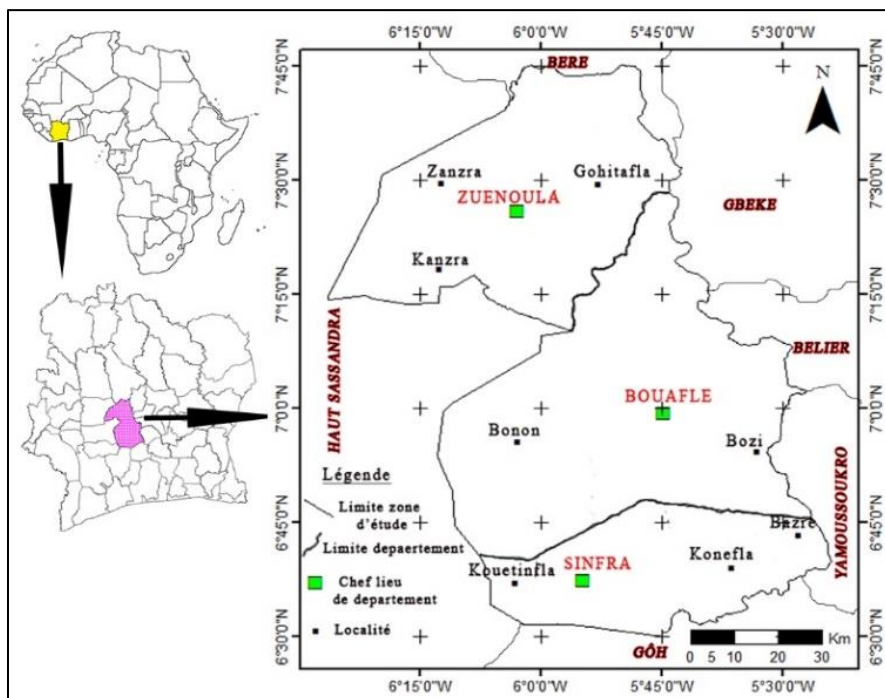 6°15'0"W 6°0'0"W 5°45'0"W 5°30'0"W
BERE
7°45'0"N 7°45'0"N
N
Zanzra Gohitafla
7°30'0"N 7°30'0"N
ZUENOULA
GBEKE
Kanzra
7°15'0"N 7°15'0"N
HAUT SASSANDRA
BELIER
BOUAFLE
7°0'0"N 7°0'0"N
Bonon Bozi
Légende
Limite zone
d'étude
6°45'0"N 6°45'0"N
Bazre
YAMOUSSOUKRO
Limite depaertement
Konefla
SINFRA
Kouetinfla
Chef lieu
de departement
Localité
6°30'0"N 6°30'0"N
GÔH
Km
0 5 10 20 30
6°15'0"W 6°0'0"W 5°45'0"W 5°30'0"W